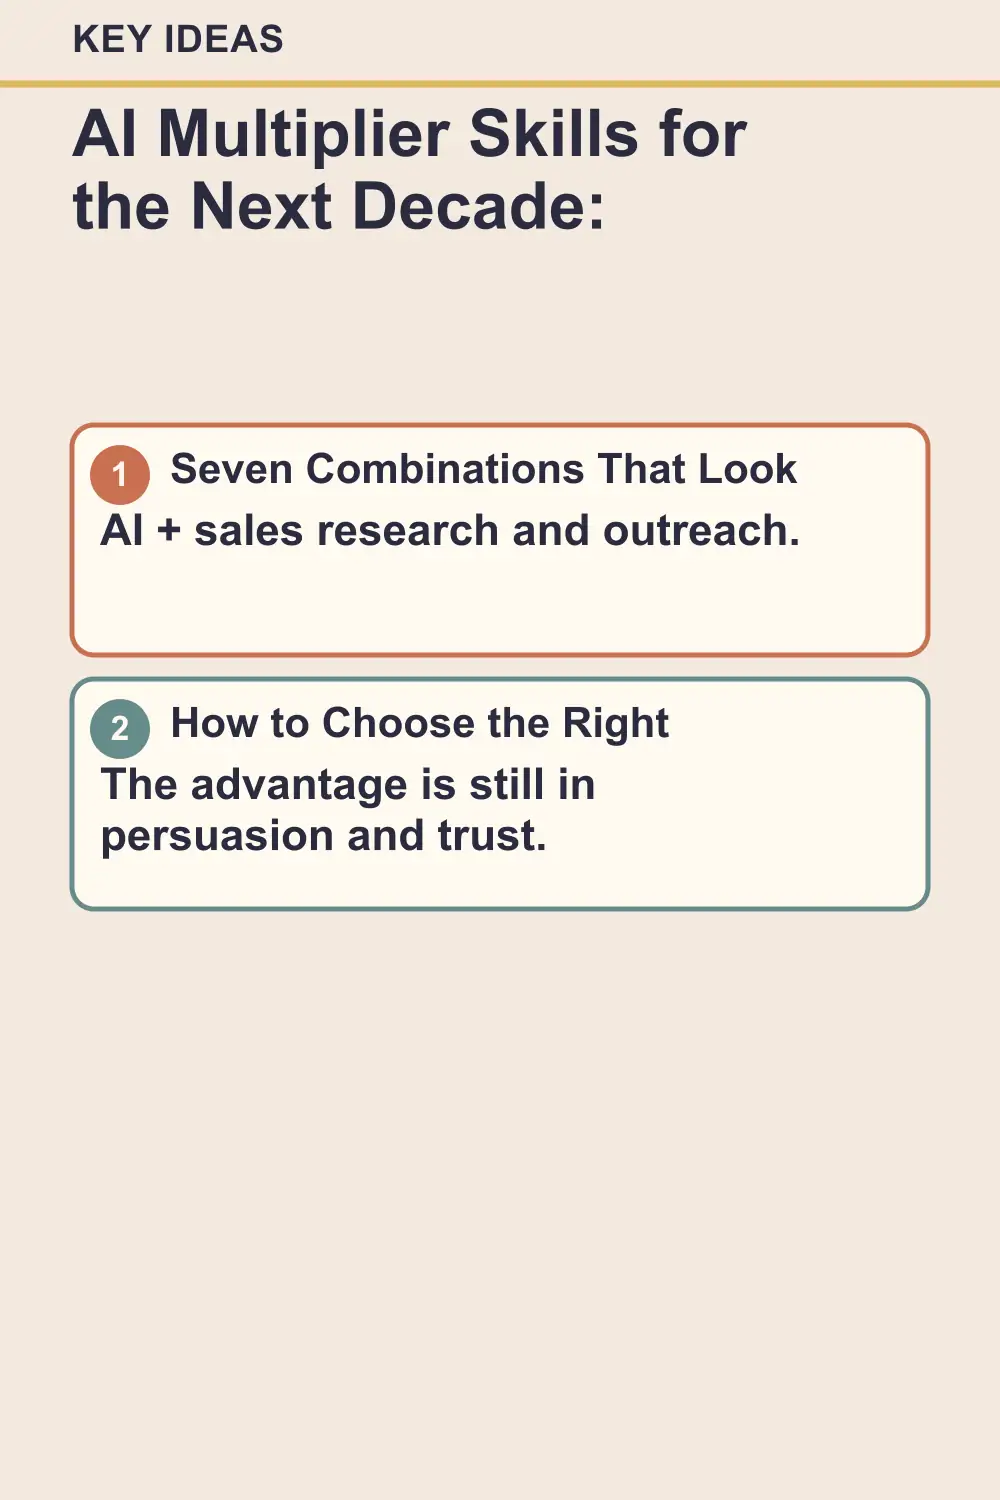 KEY IDEAS
AI Multiplier Skills for
the Next Decade:
1 Seven Combinations That Look
AI + sales research and outreach.
2 How to Choose the Right
The advantage is still in
persuasion and trust.